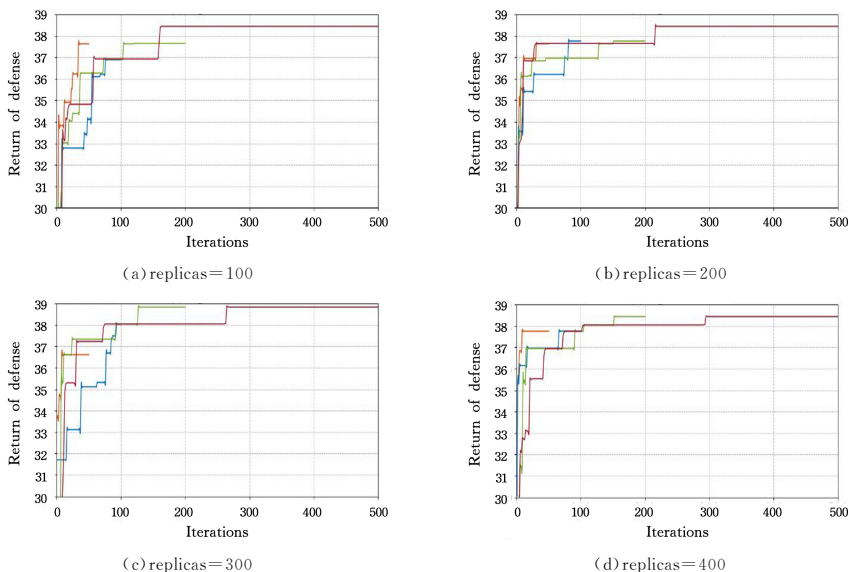 39
38
37
36
35
34
33
32
31
30
Return of defense
0 100 200 300 400 500
Iterations
(a)replicas=100
39
38
37
36
35
34
33
32
31
30
Return of defense
0 100 200 300 400 500
Iterations
(b)replicas=200
39
38
37
36
35
34
33
32
31
30
Return of defense
0 100 200 300 400 500
Iterations
(c)replicas=300
39
38
37
36
35
34
33
32
31
30
Return of defense
0 100 200 300 400 500
Iterations
(d)replicas=400